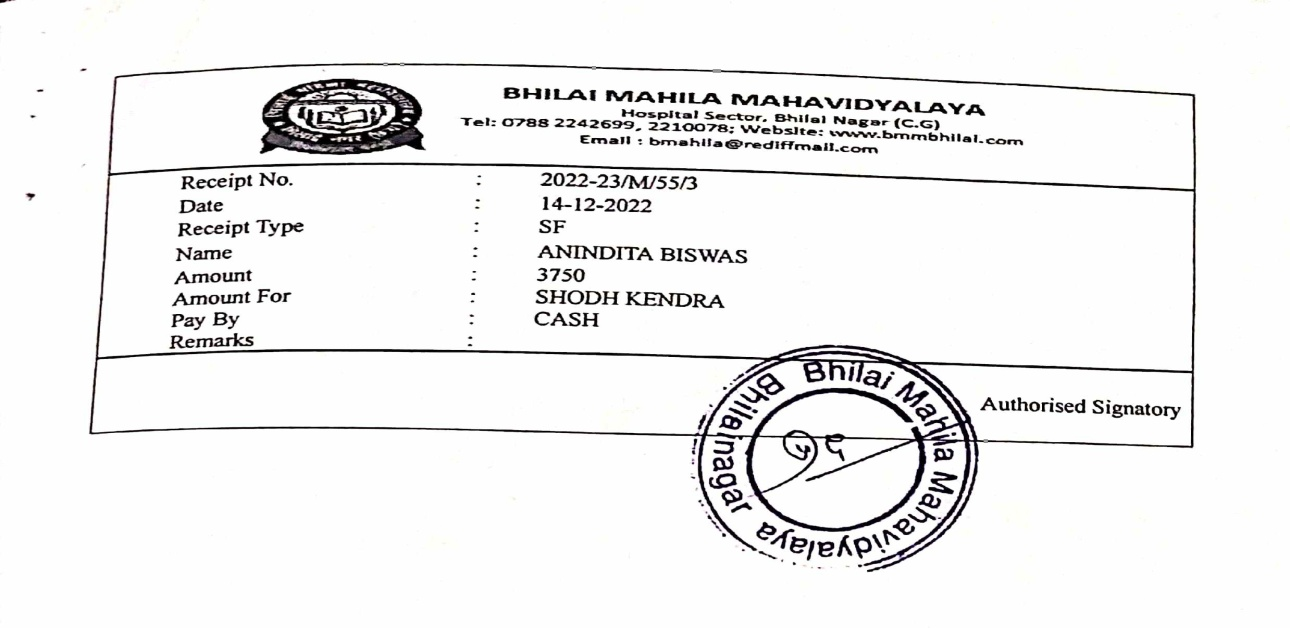 BHILAI MAHILA MAHAVIDYALAYA
Hospital Sector, Bhilai Nagar (C.G)
Tel: 0788 2242699, 2210078; Website: www.bmmbhilai.com
Email : bmahila@rediffmail.com
Receipt No. : 2022-23/M/55/3
Date : 14-12-2022
Receipt Type : SF
Name : ANINDITA BISWAS
Amount : 3750
Amount For : SHODH KENDRA
Pay By : CASH
Remarks :
Authorised Signatory
Bhilai Mahila Mahavidyalaya
Bhilainagar